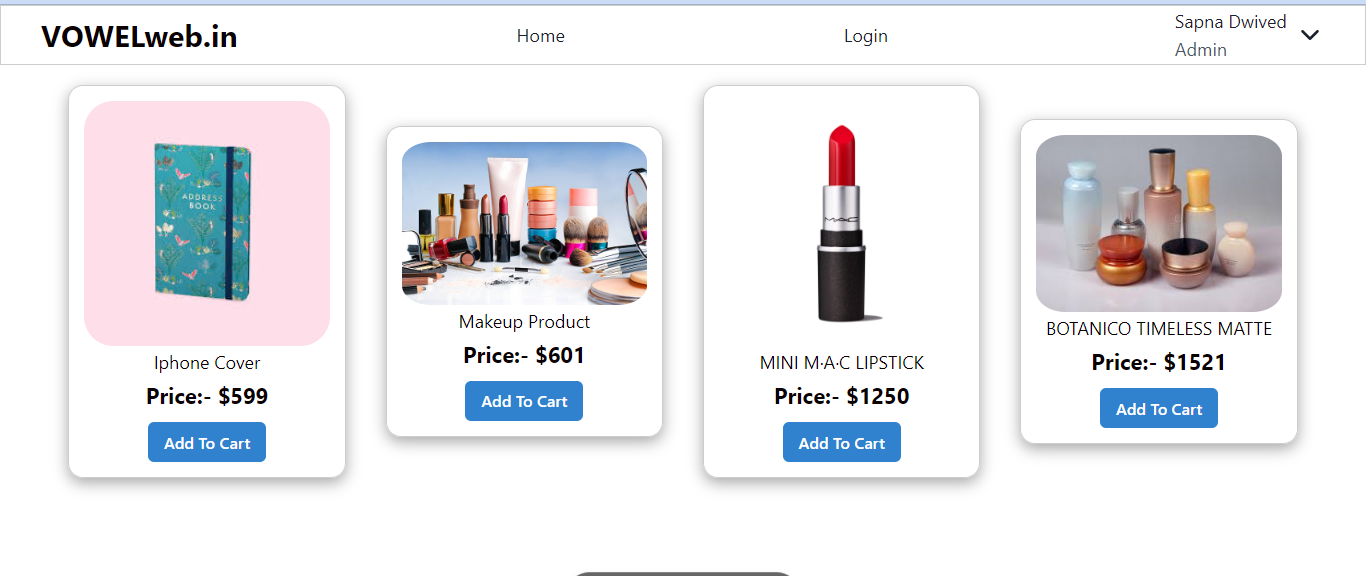 VOWELweb.in
Home
Login
Sapna Dwived
Admin
ADDRESS
BOOK
Iphone Cover
Price:- $599
Add To Cart
Makeup Product
Price:- $601
Add To Cart
MAC
MINI M·A·C LIPSTICK
Price:- $1250
Add To Cart
BOTANICO TIMELESS MATTE
Price:- $1521
Add To Cart